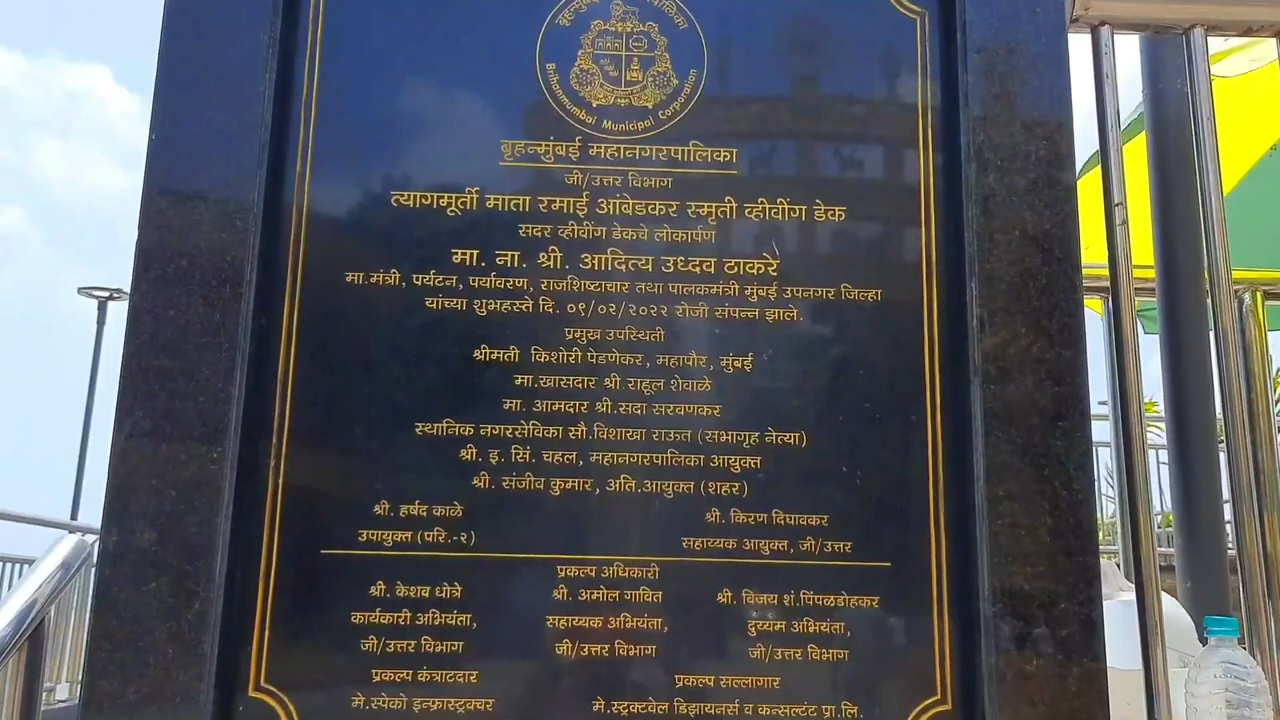 बृहन्मुंबई महानगरपालिका
Brihanmumbai Municipal Corporation
बृहन्मुंबई महानगरपालिका
जी/उत्तर विभाग
त्यागमूर्ती माता रमाई आंबेडकर स्मृती व्हीवींग डेक
सदर व्हीवींग डेकचे लोकार्पण
मा. ना. श्री. आदित्य उध्दव ठाकरे
मा.मंत्री, पर्यटन, पर्यावरण, राजशिष्टाचार तथा पालकमंत्री मुंबई उपनगर जिल्हा
यांच्या शुभहस्ते दि. ०९/०२/२०२२ रोजी संपन्न झाले.
प्रमुख उपस्थिती
श्रीमती किशोरी पेडणेकर, महापौर, मुंबई
मा.खासदार श्री.राहूल शेवाळे
मा. आमदार श्री.सदा सरवणकर
स्थानिक नगरसेविका सौ.विशाखा राऊत (सभागृह नेत्या)
श्री. इ. सिं. चहल, महानगरपालिका आयुक्त
श्री. संजीव कुमार, अति.आयुक्त (शहर)
श्री. हर्षद काळे श्री. किरण दिघावकर
उपायुक्त (परि.-२) सहाय्यक आयुक्त, जी/उत्तर
प्रकल्प अधिकारी
श्री. केशव धोत्रे श्री. अमोल गावित श्री. विजय शं.पिंपळडोहकर
कार्यकारी अभियंता, सहाय्यक अभियंता, दुय्यम अभियंता,
जी/उत्तर विभाग जी/उत्तर विभाग जी/उत्तर विभाग
प्रकल्प कंत्राटदार प्रकल्प सल्लागार
मे.स्पेको इन्फ्रास्ट्रक्चर मे.स्ट्रक्टवेल डिझायनर्स व कन्सल्टंट प्रा.लि.